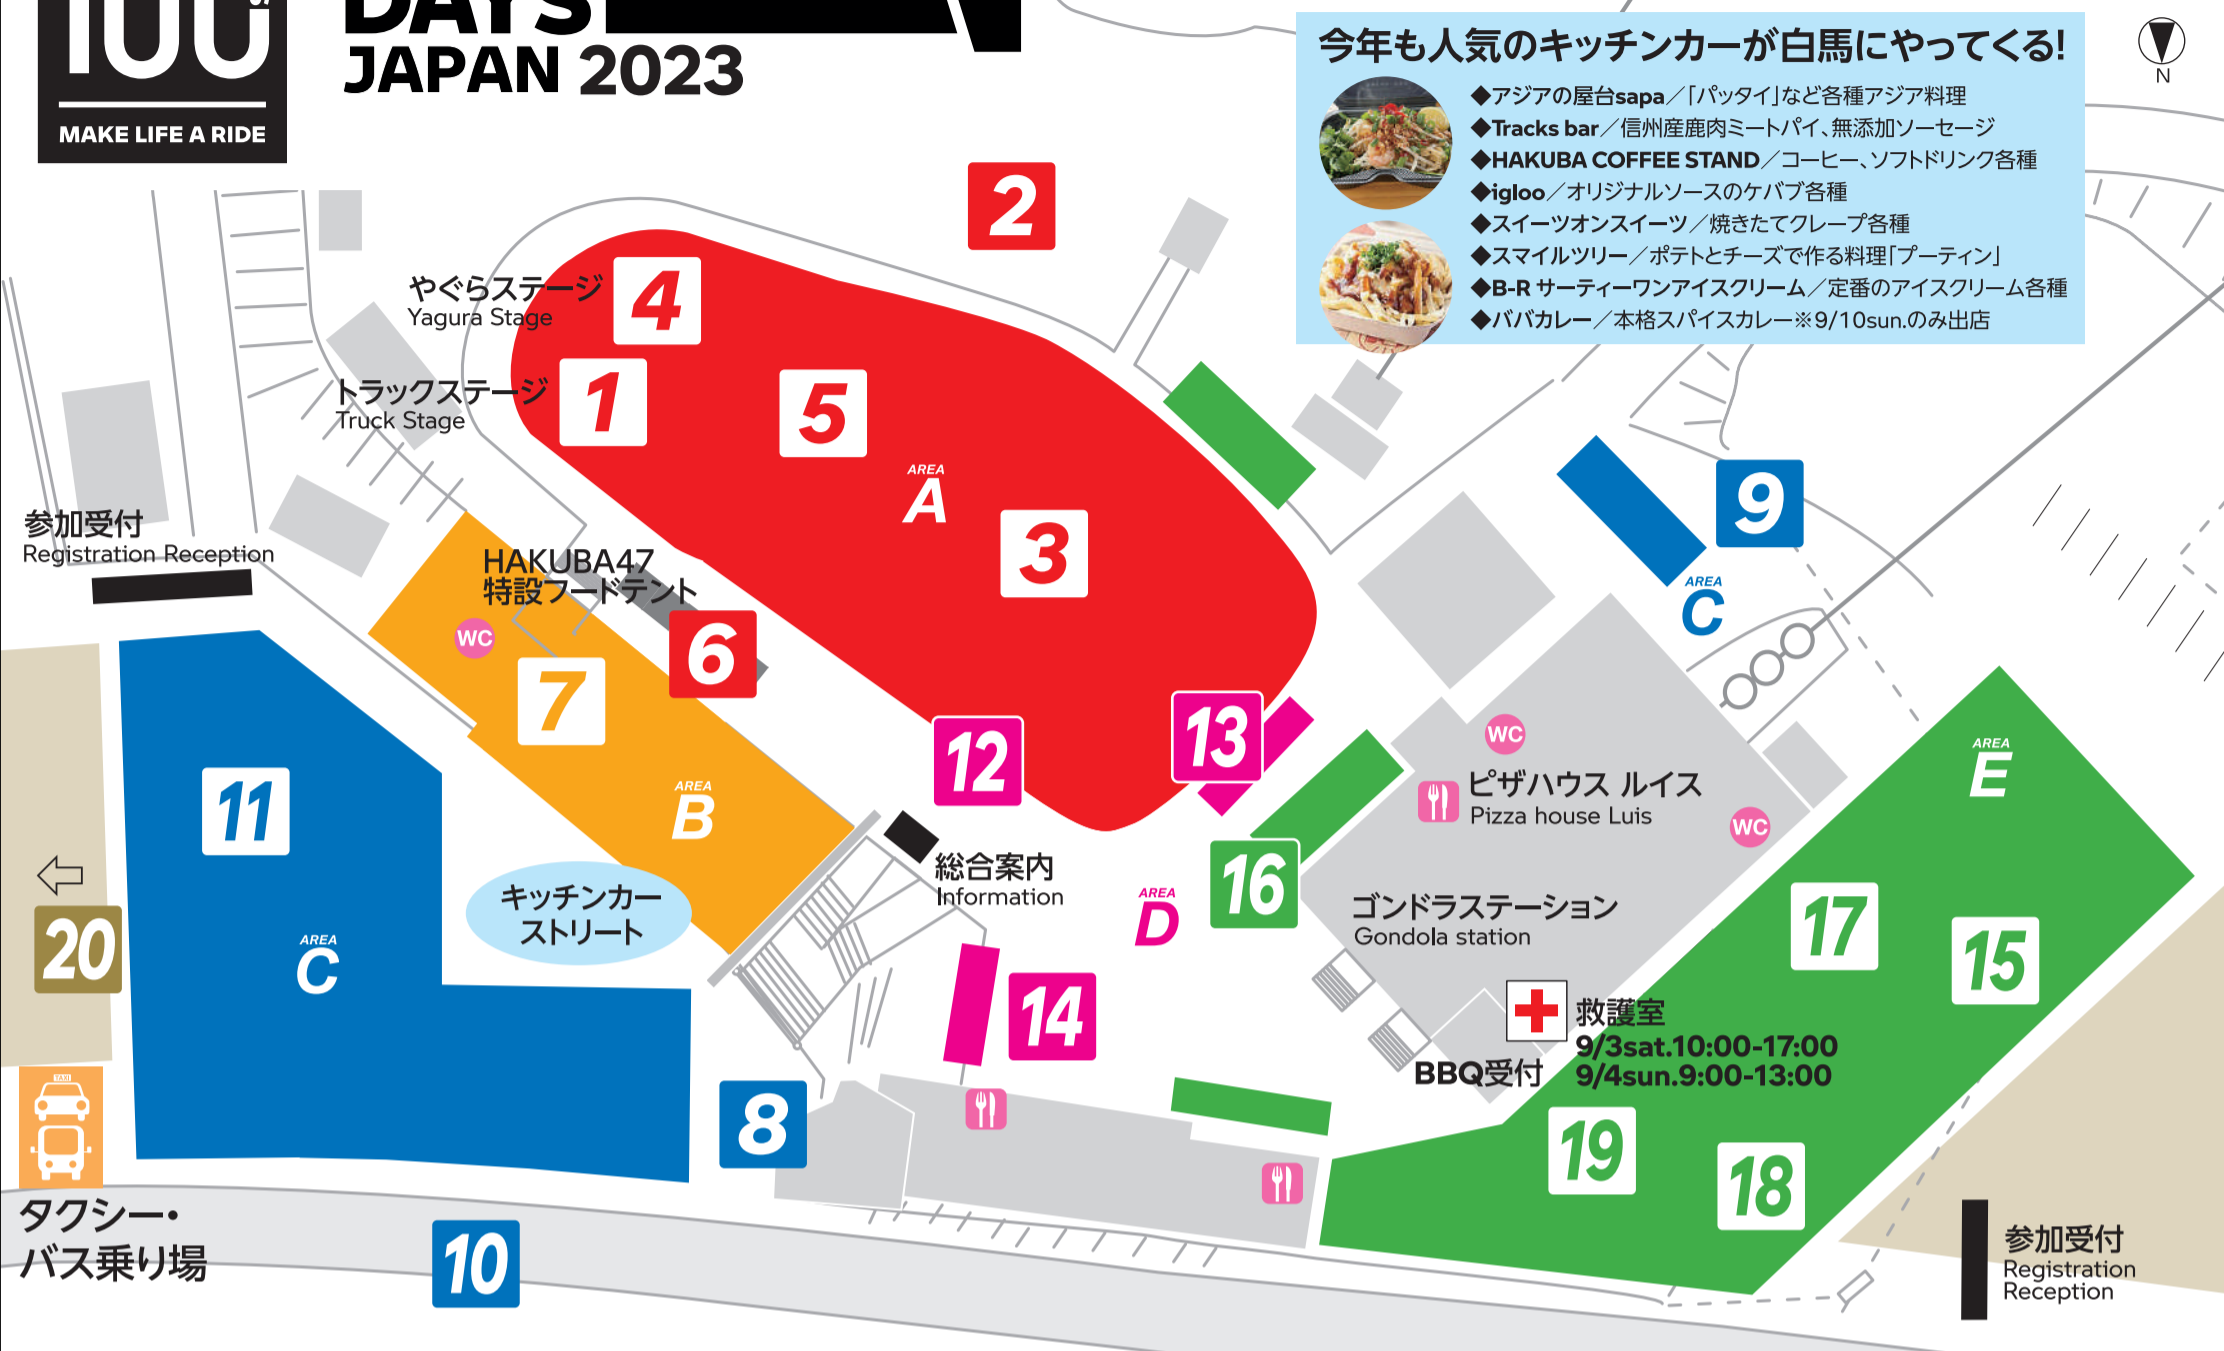 100
MAKE LIFE A RIDE
DAYS
JAPAN 2023
今年も人気のキッチンカーが白馬にやってくる!
◆アジアの屋台sapa／「パッタイ」など各種アジア料理
◆Tracks bar／信州産鹿肉ミートパイ、無添加ソーセージ
◆HAKUBA COFFEE STAND／コーヒー、ソフトドリンク各種
◆igloo／オリジナルソースのケバブ各種
◆スイーツオンスイーツ／焼きたてクレープ各種
◆スマイルツリー／ポテトとチーズで作る料理「プーティン」
◆B-R サーティーワンアイスクリーム／定番のアイスクリーム各種
◆ババカレー／本格スパイスカレー※9/10sun.のみ出店
N
2
やぐらステージ
Yagura Stage
4
トラックステージ
Truck Stage
1
5
AREA
A
3
9
AREA
C
参加受付
Registration Reception
HAKUBA47
特設フードテント
WC
6
7
AREA
B
12
13
WC
ピザハウス ルイス
Pizza house Luis
WC
AREA
E
11
総合案内
Information
キッチンカー
ストリート
AREA
D
16
ゴンドラステーション
Gondola station
17
15
20
AREA
C
14
救護室
9/3sat.10:00-17:00
9/4sun.9:00-13:00
BBQ受付
TAXI
8
19
18
タクシー・
バス乗り場
10
参加受付
Registration
Reception